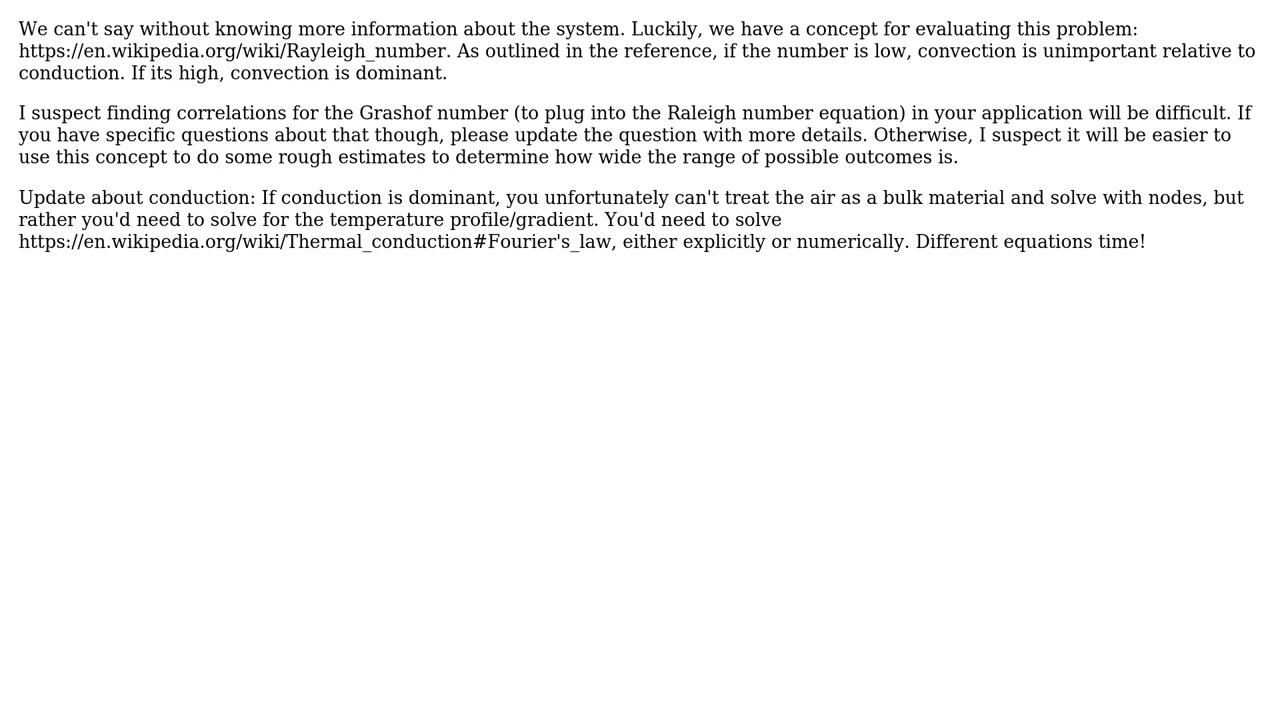 We can't say without knowing more information about the system. Luckily, we have a concept for evaluating this problem:
https://en.wikipedia.org/wiki/Rayleigh_number. As outlined in the reference, if the number is low, convection is unimportant relative to
conduction. If its high, convection is dominant.
I suspect finding correlations for the Grashof number (to plug into the Raleigh number equation) in your application will be difficult. If
you have specific questions about that though, please update the question with more details. Otherwise, I suspect it will be easier to
use this concept to do some rough estimates to determine how wide the range of possible outcomes is.
Update about conduction: If conduction is dominant, you unfortunately can't treat the air as a bulk material and solve with nodes, but
rather you'd need to solve for the temperature profile/gradient. You'd need to solve
https://en.wikipedia.org/wiki/Thermal_conduction#Fourier's_law, either explicitly or numerically. Different equations time!